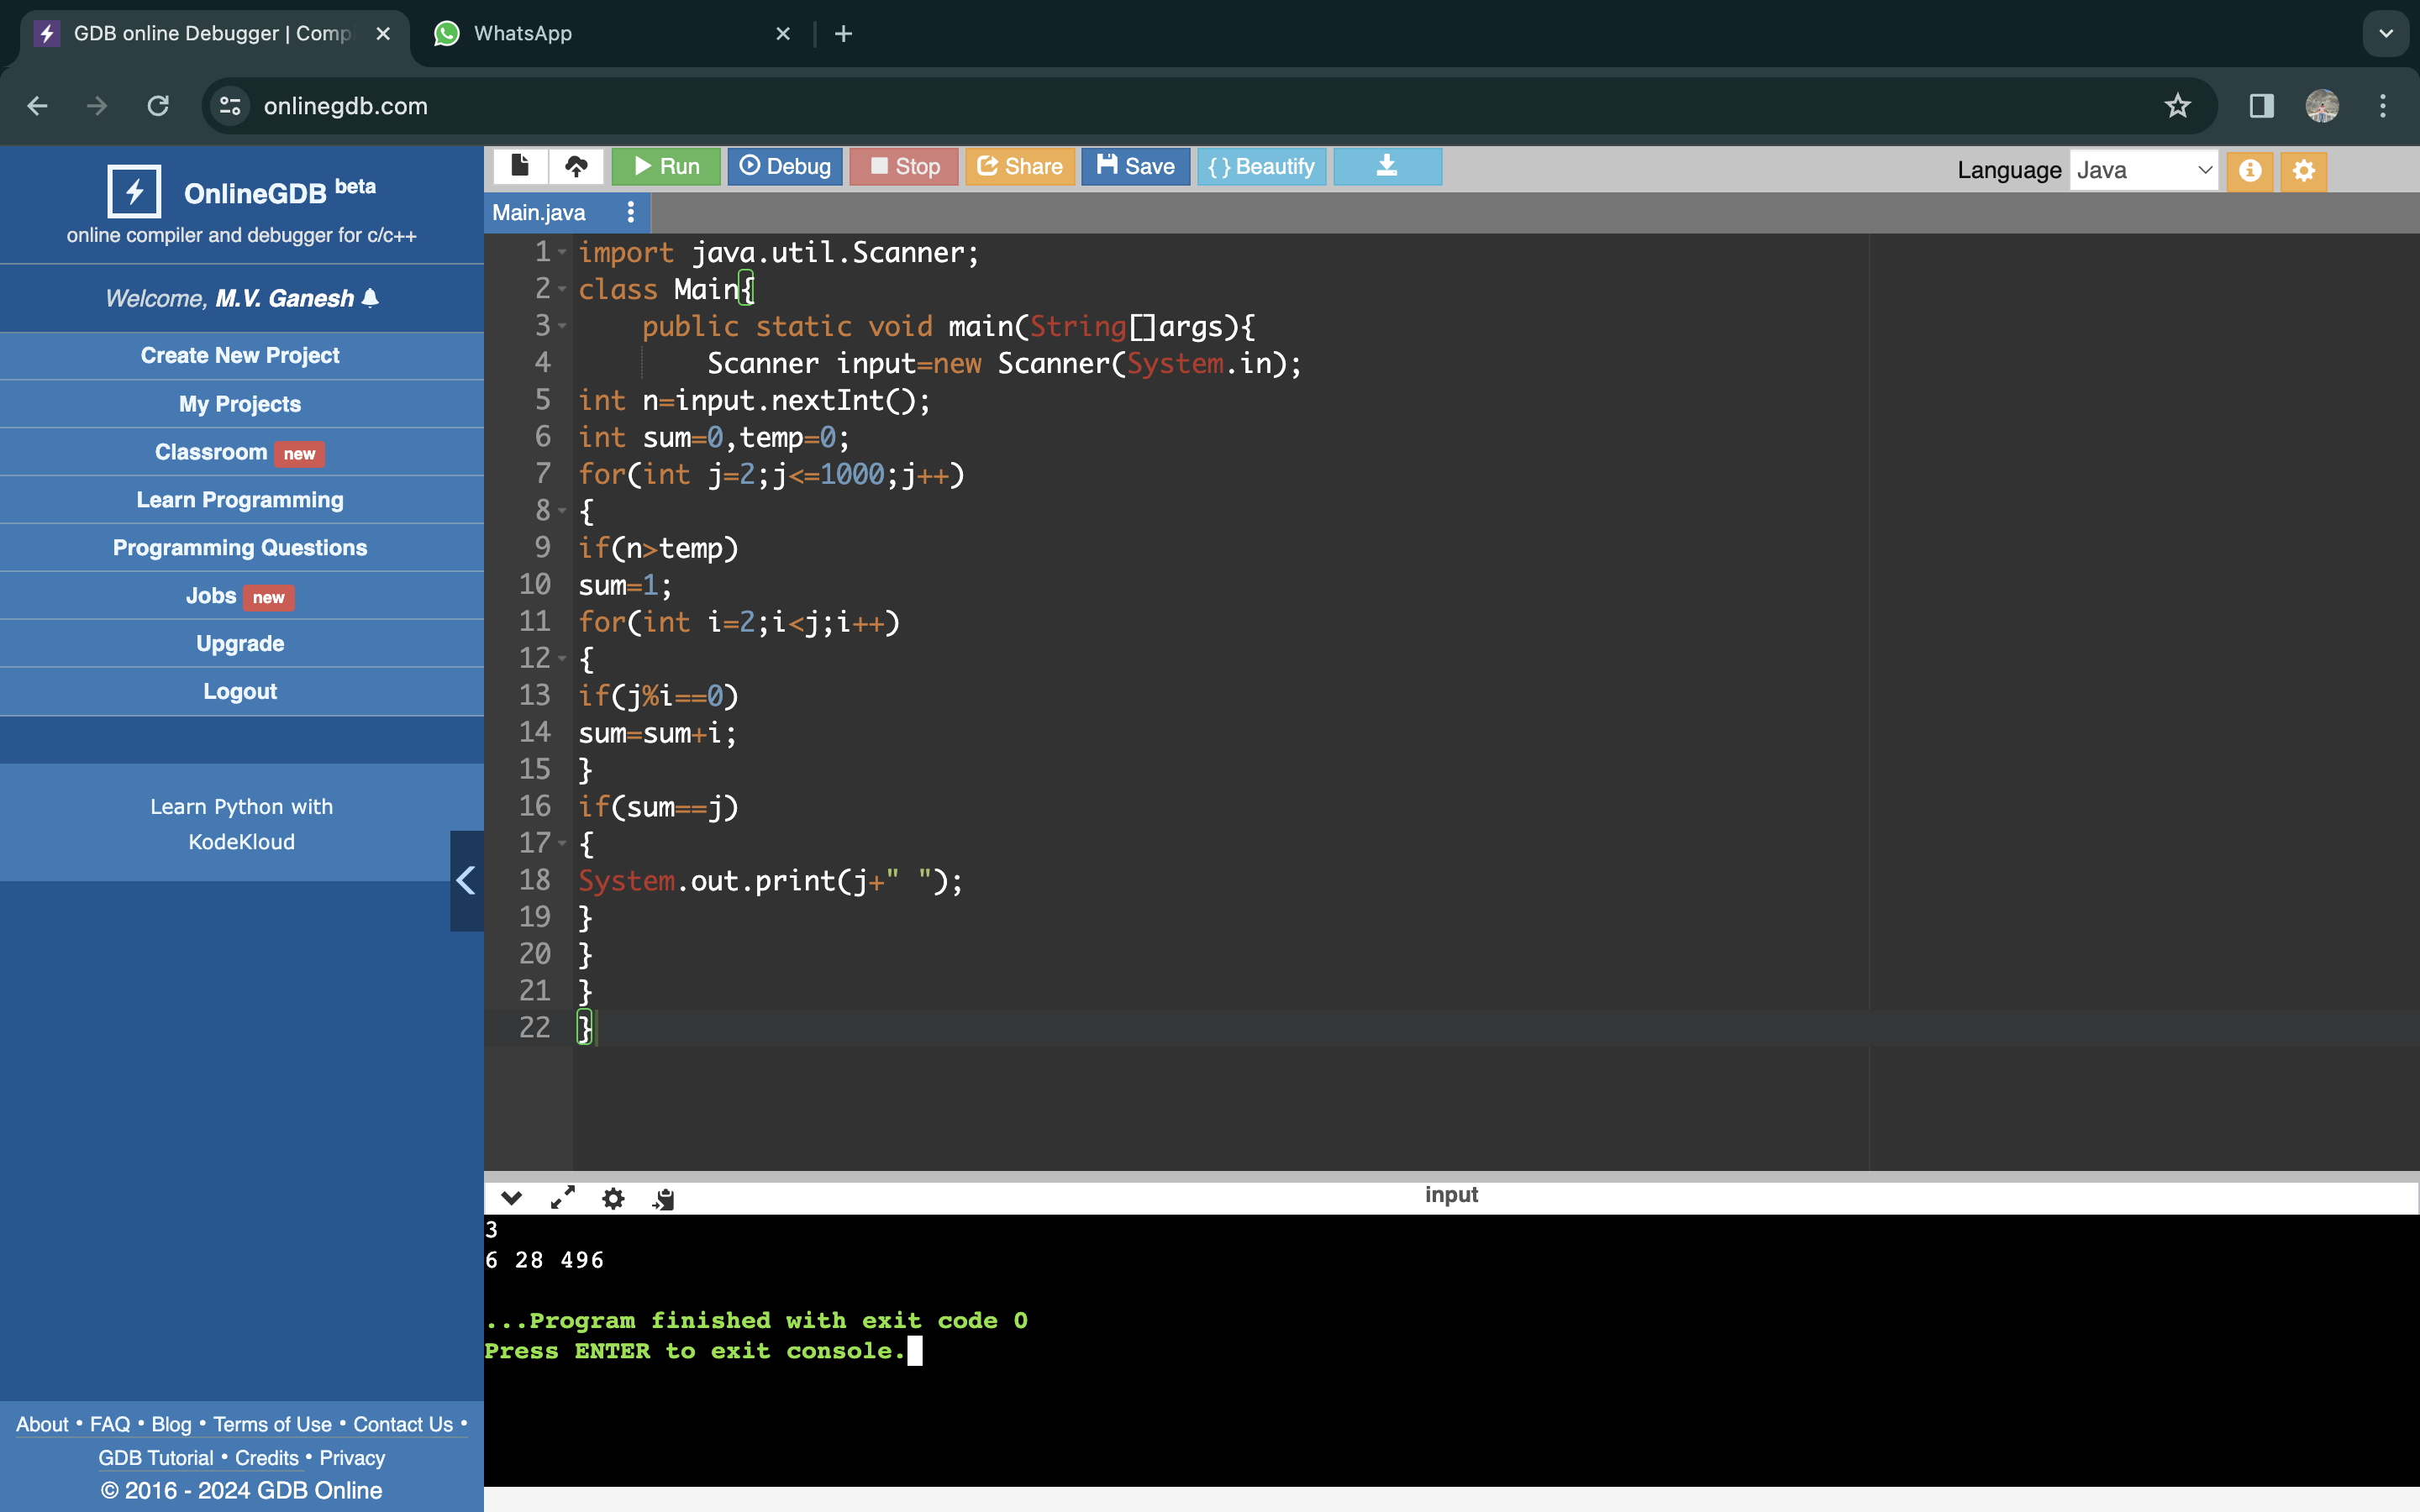 GDB online Debugger | Comp
WhatsApp
onlinegdb.com
OnlineGDB beta
online compiler and debugger for c/c++
Welcome, M.V. Ganesh
Create New Project
My Projects
Classroom new
Learn Programming
Programming Questions
Jobs new
Upgrade
Logout
Learn Python with
KodeKloud
About • FAQ • Blog • Terms of Use • Contact Us •
GDB Tutorial • Credits • Privacy
© 2016 - 2024 GDB Online
Run Debug Stop Share Save {} Beautify
Language Java
Main.java
1 import java.util.Scanner;
2 class Main{
3     public static void main(String[]args){
4         Scanner input=new Scanner(System.in);
5 int n=input.nextInt();
6 int sum=0,temp=0;
7 for(int j=2;j<=1000;j++)
8 {
9 if(n>temp)
10 sum=1;
11 for(int i=2;i<j;i++)
12 {
13 if(j%i==0)
14 sum=sum+i;
15 }
16 if(sum==j)
17 {
18 System.out.print(j+" ");
19 }
20 }
21 }
22 }
input
3
6 28 496
...Program finished with exit code 0
Press ENTER to exit console.